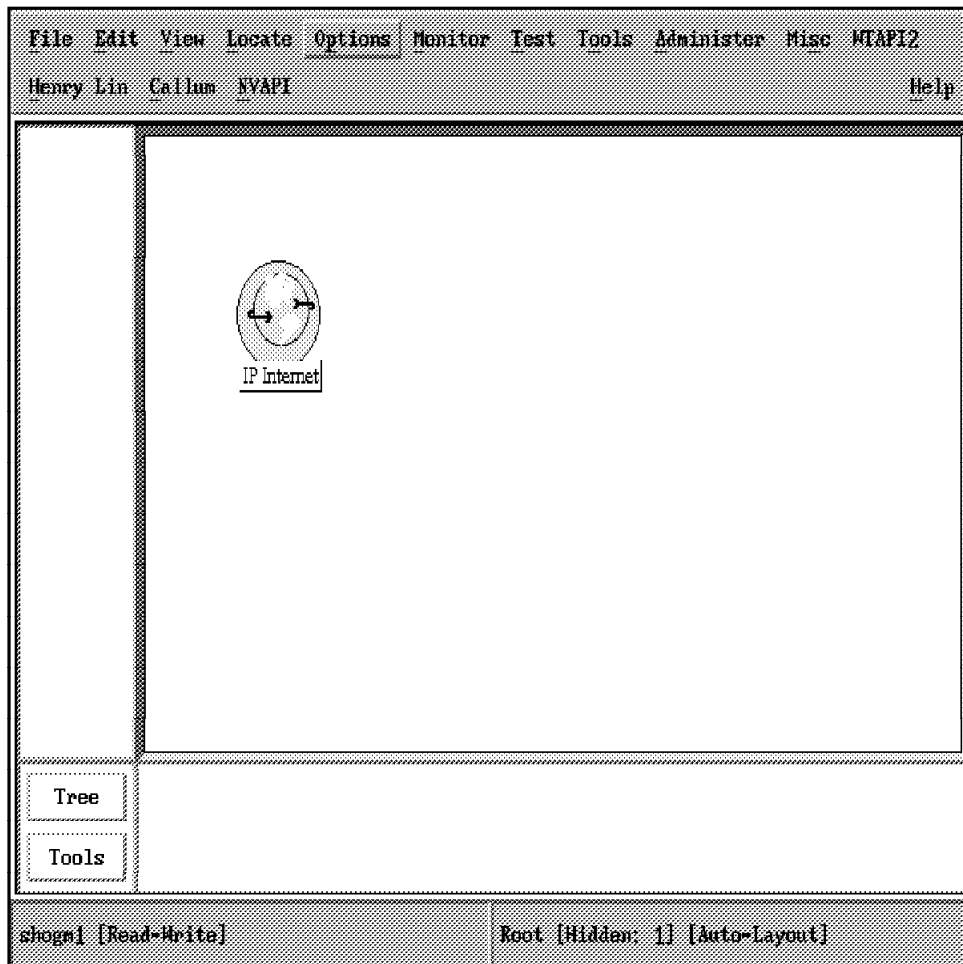 File Edit View Locate Options Monitor Test Tools Administer Misc WTAPI2
Henry Lin Callum NVAPI Help
IP Internet
Tree
Tools
shogm1 [Read-Write] Root [Hidden: 1] [Auto-Layout]